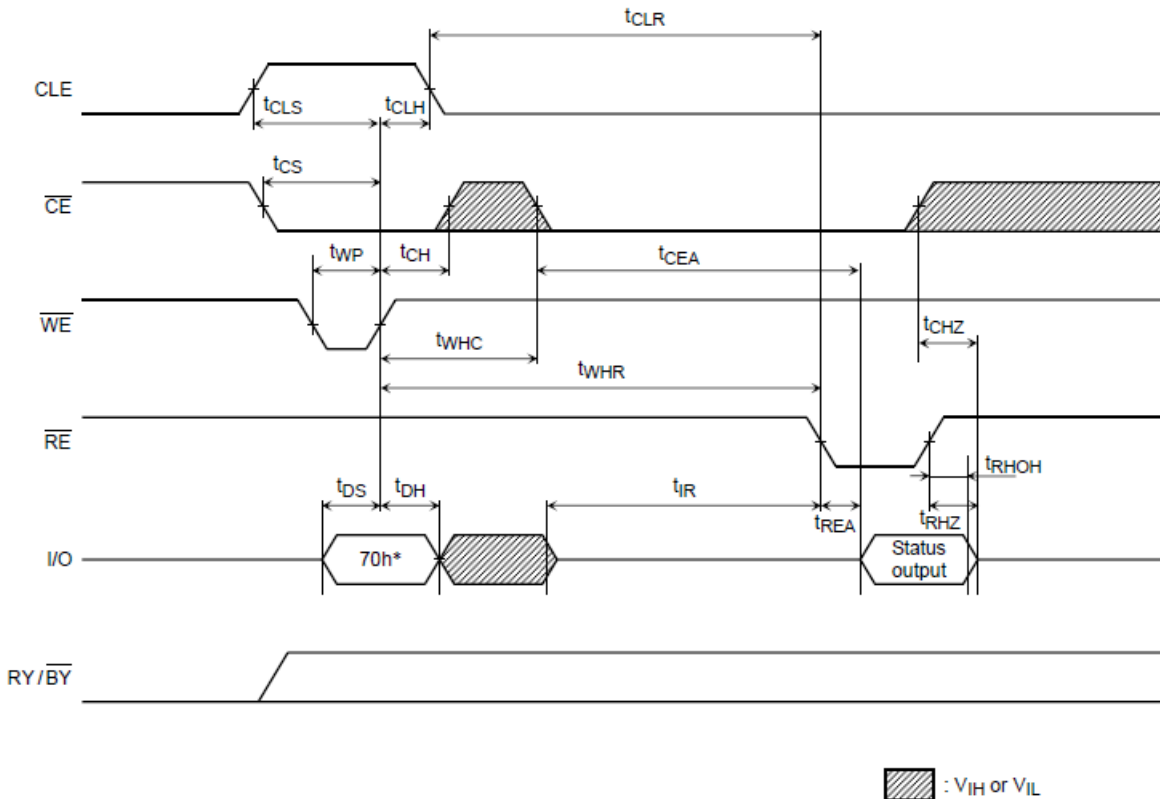 tCLR
CLE
tCLS
tCLH
tCS
CE
tWP
tCH
tCEA
WE
tWHC
tCHZ
tWHR
RE
tRHOH
tDS
tDH
tIR
tREA
tRHZ
I/O
70h*
Status
output
RY/BY
: VIH or VIL